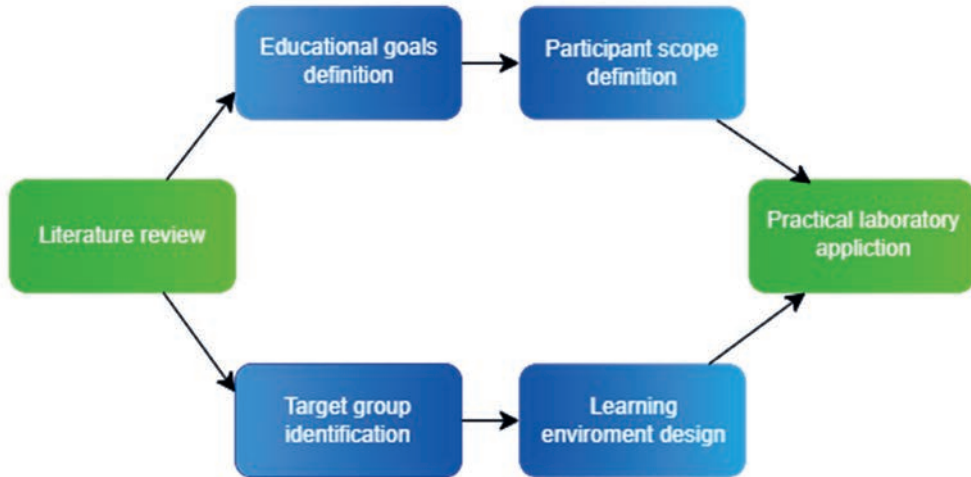 Educational goals
definition
Participant scope
definition
Literature review
Practical laboratory
appliction
Target group
identification
Learning
enviroment design